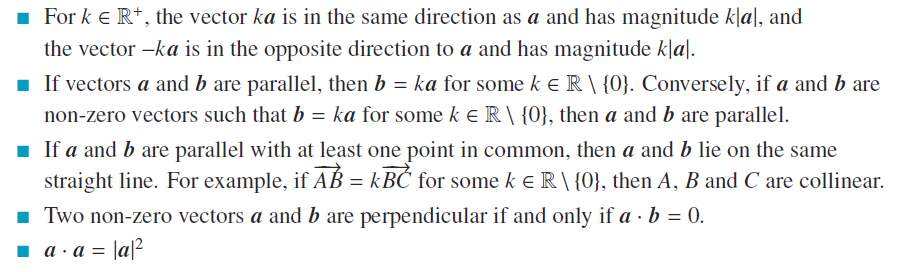 ■ For k ∈ ℝ⁺, the vector ka is in the same direction as a and has magnitude k|a|, and
the vector –ka is in the opposite direction to a and has magnitude k|a|.
■ If vectors a and b are parallel, then b = ka for some k ∈ ℝ \ {0}. Conversely, if a and b are
non-zero vectors such that b = ka for some k ∈ ℝ \ {0}, then a and b are parallel.
■ If a and b are parallel with at least one point in common, then a and b lie on the same
straight line. For example, if A⃗B⃗ = kB⃗C⃗ for some k ∈ ℝ \ {0}, then A, B and C are collinear.
■ Two non-zero vectors a and b are perpendicular if and only if a · b = 0.
■ a · a = |a|²